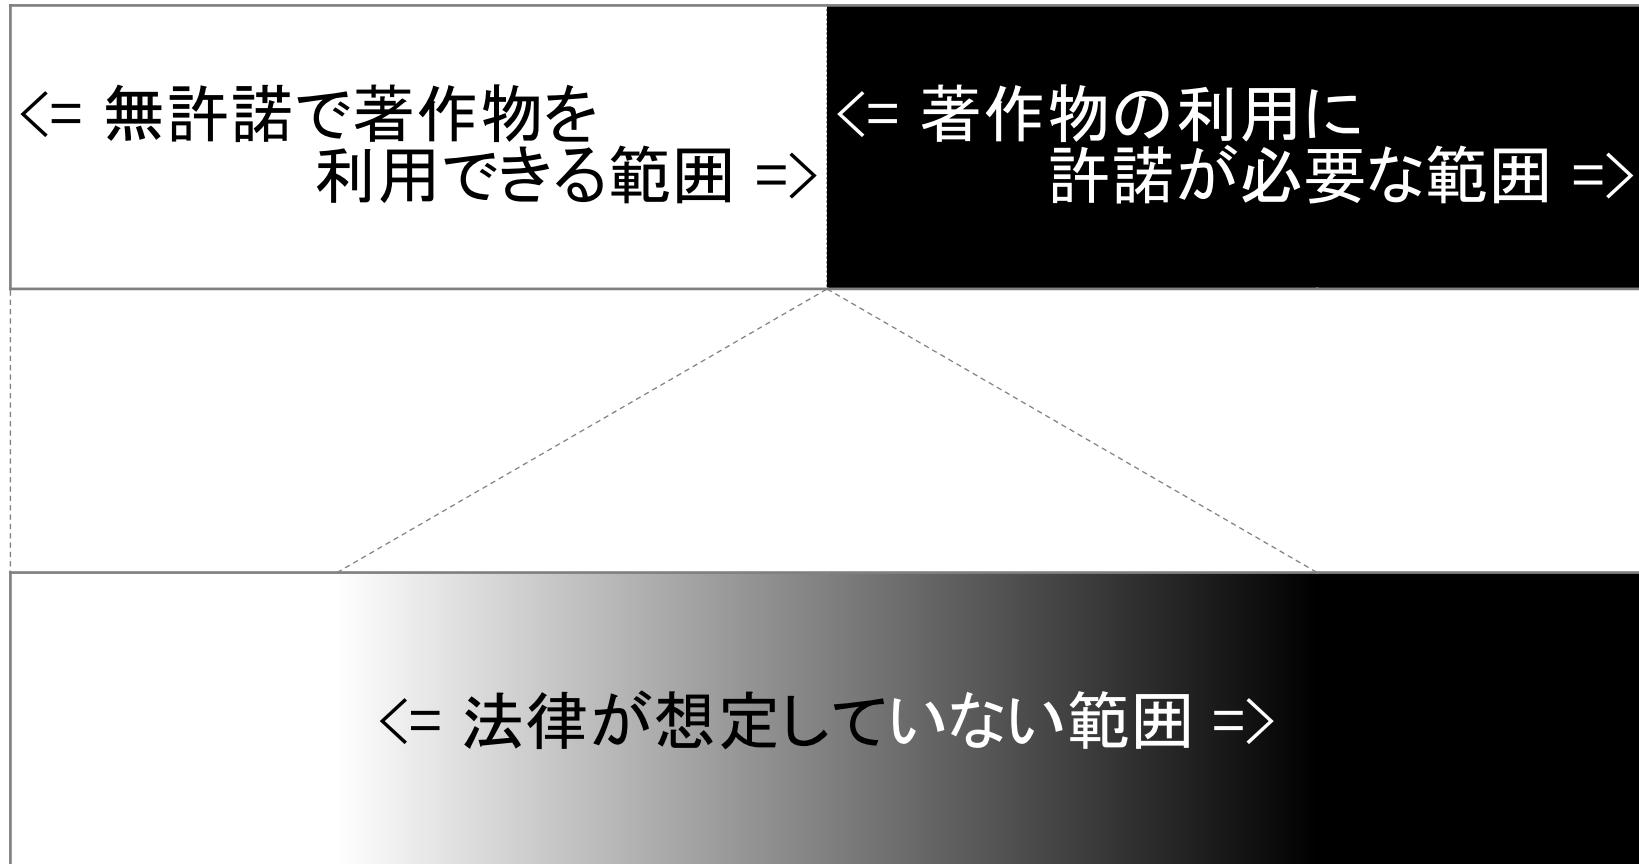 <= 無許諾で著作物を
利用できる範囲 =>
<= 著作物の利用に
許諾が必要な範囲 =>
<= 法律が想定していない範囲 =>